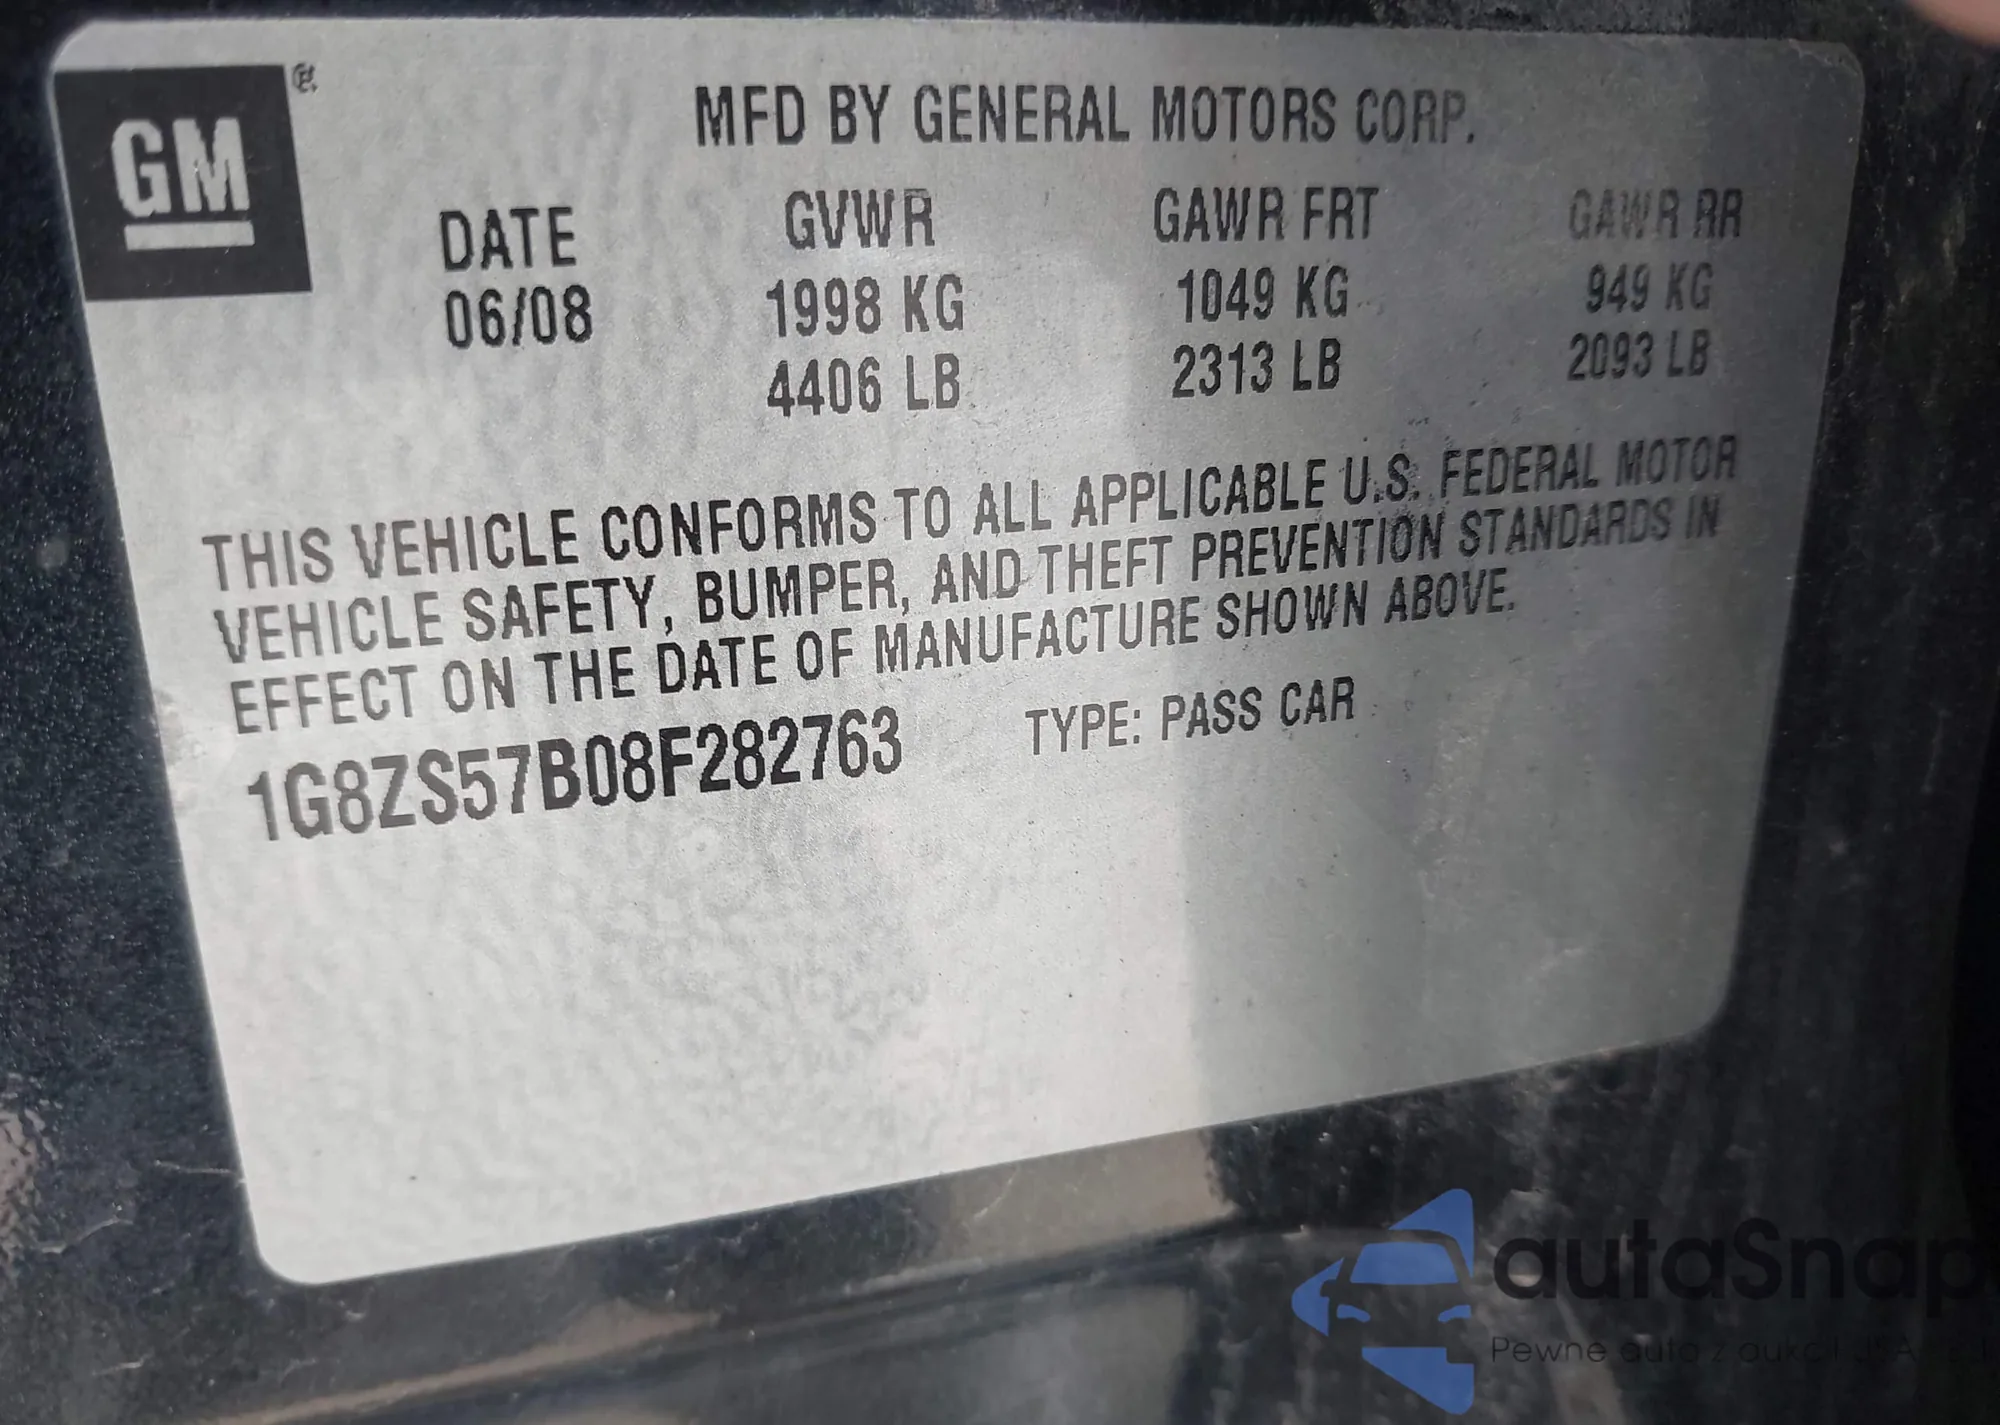 GM
MFD BY GENERAL MOTORS CORP.
DATE GVWR GAWR FRT GAWR RR
06/08 1998 KG 1049 KG 949 KG
4406 LB 2313 LB 2093 LB
THIS VEHICLE CONFORMS TO ALL APPLICABLE U.S. FEDERAL MOTOR
VEHICLE SAFETY, BUMPER, AND THEFT PREVENTION STANDARDS IN
EFFECT ON THE DATE OF MANUFACTURE SHOWN ABOVE.
1G8ZS57B08F282763 TYPE: PASS CAR
autaSnap
Pewne auta z